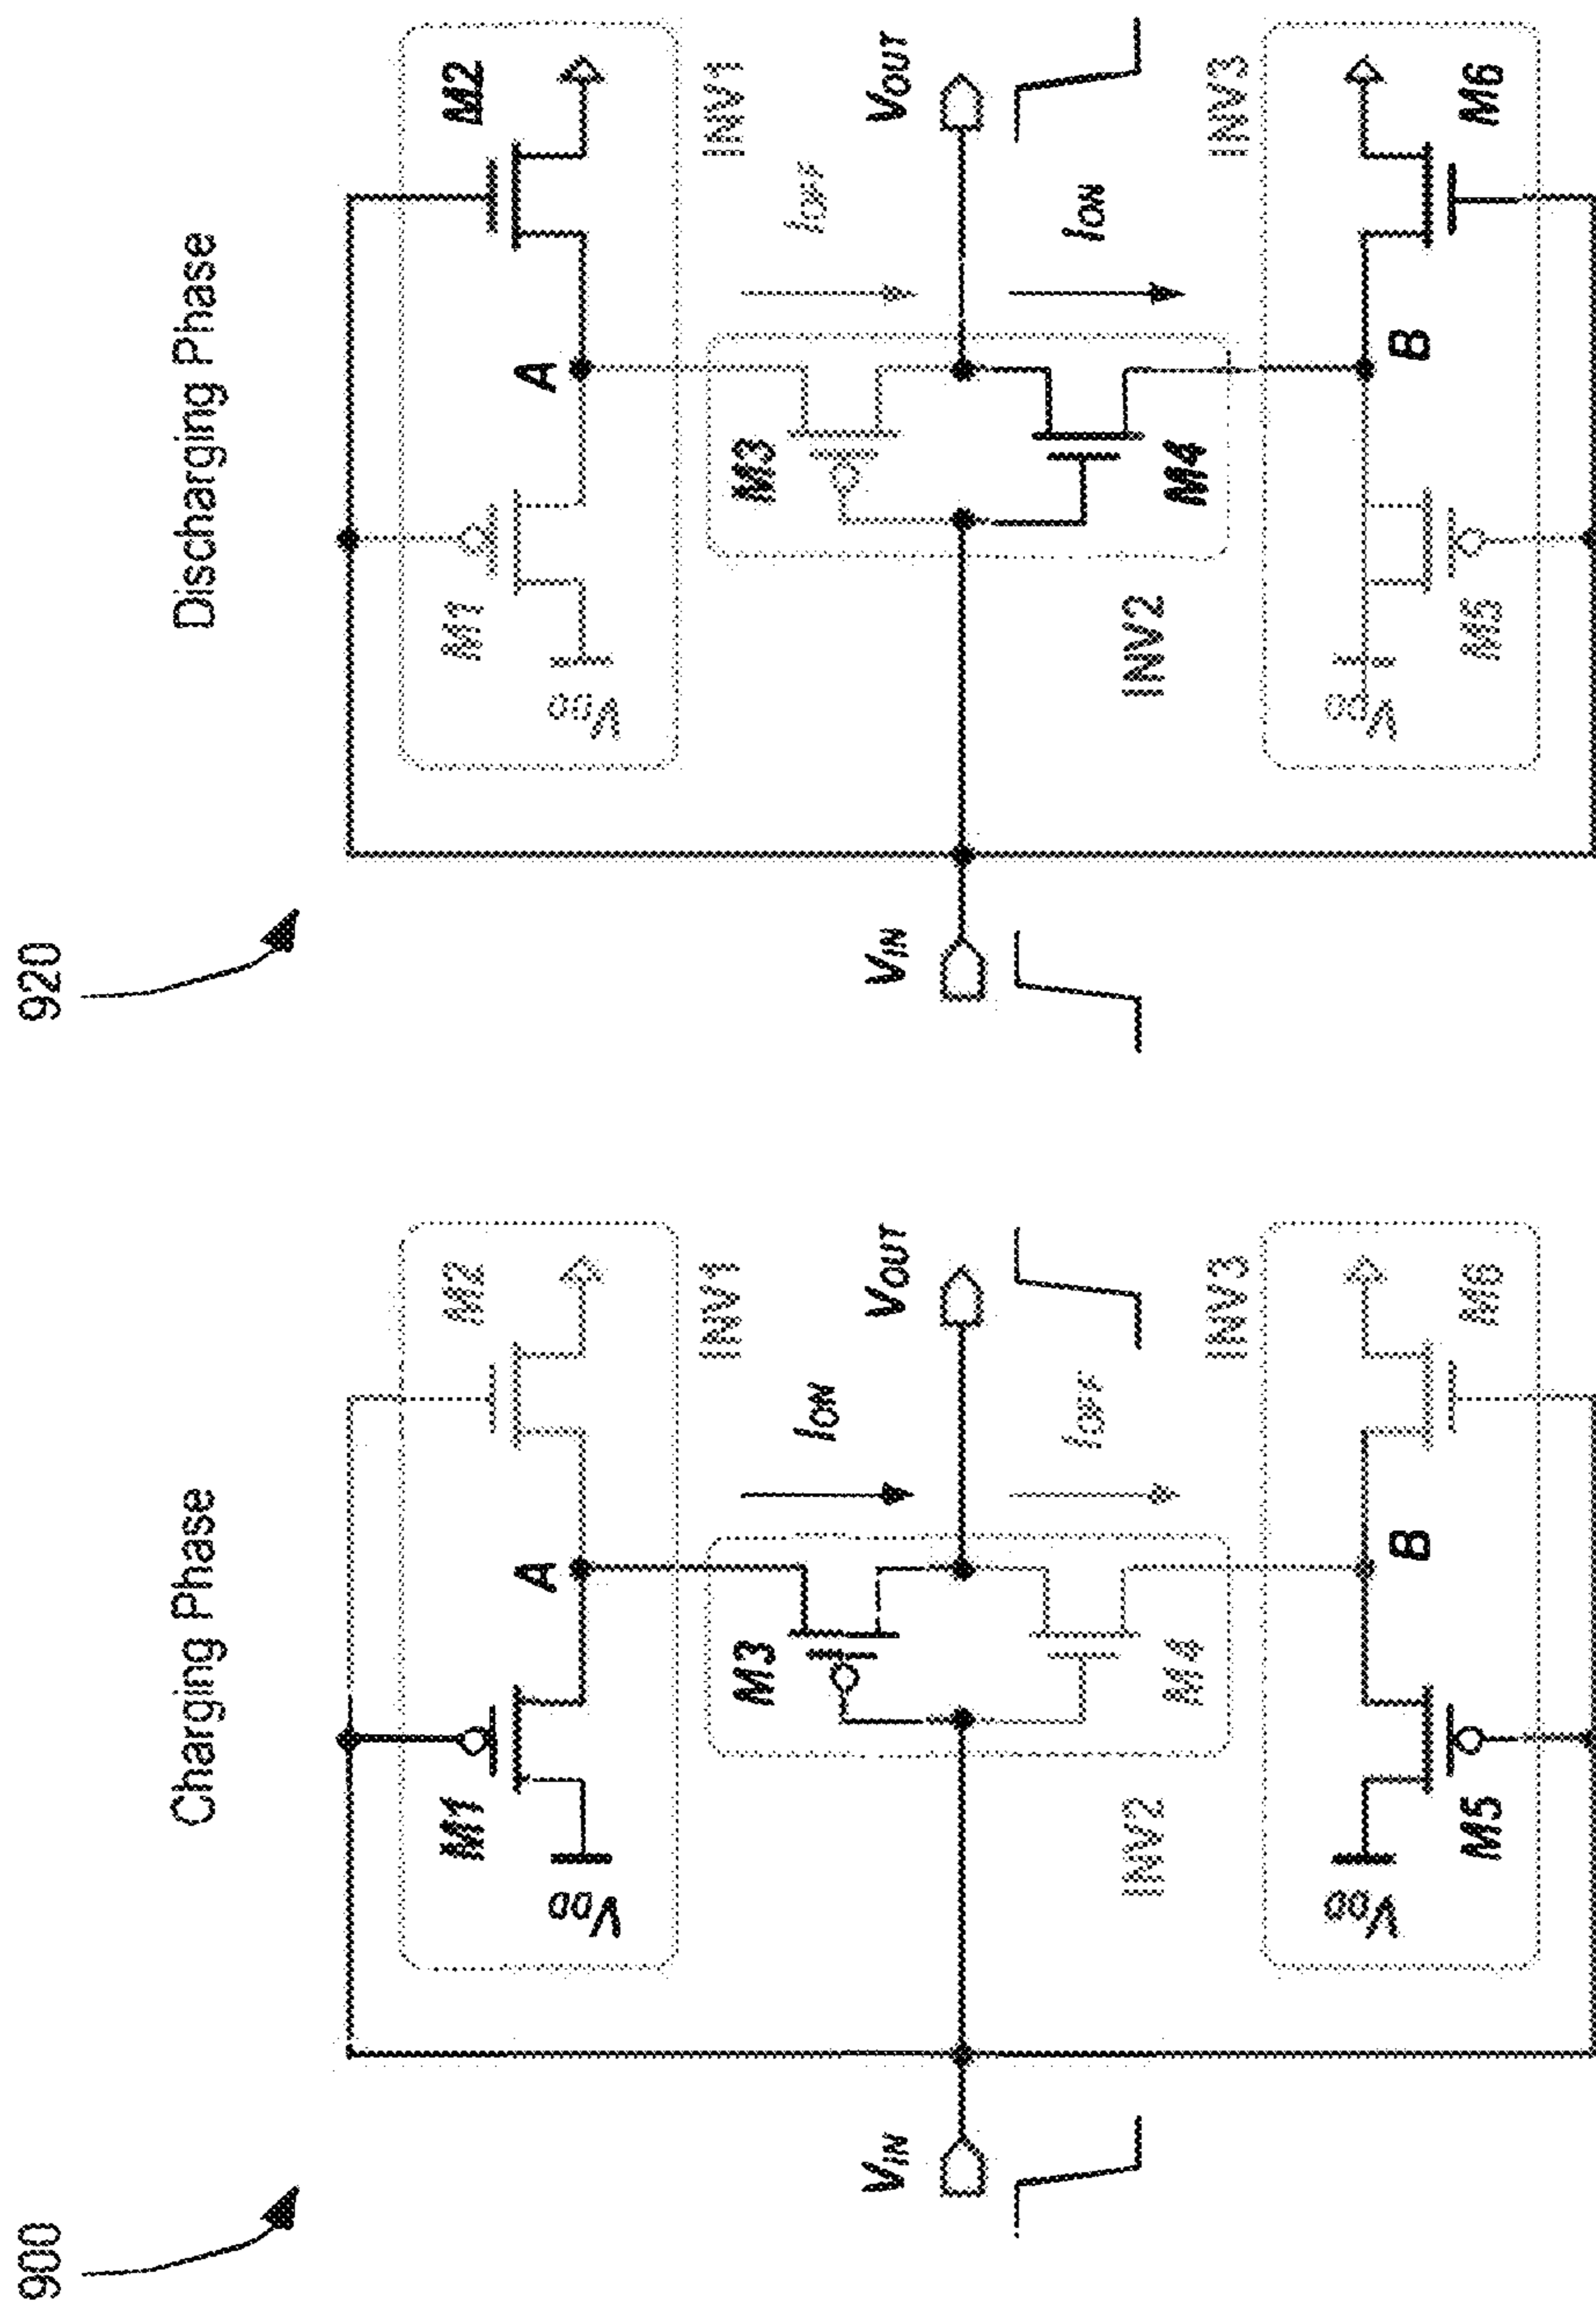 900
Charging Phase
M1
M2
VDD
A
INV1
M3
ION
VIN
VOUT
IOFF
INV2
M4
INV3
VDD
B
M5
M6
920
Discharging Phase
M1
M2
VDD
A
INV1
M3
IOFF
VIN
VOUT
ION
INV2
M4
INV3
VDD
B
M5
M6